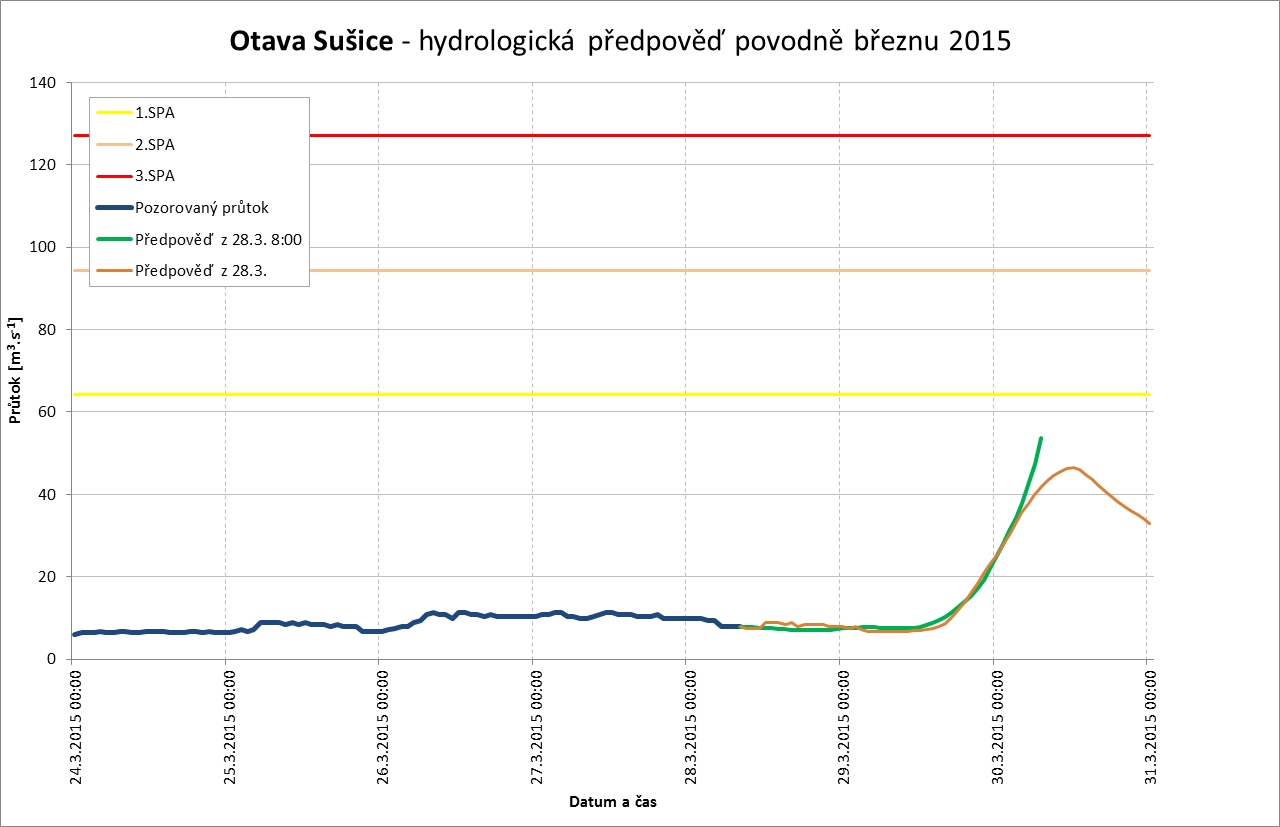 Otava Sušice - hydrologická předpověď povodně březnu 2015
140
120
100
80
60
40
20
0
Průtok [m³.s⁻¹]
1.SPA
2.SPA
3.SPA
Pozorovaný průtok
Předpověď z 28.3. 8:00
Předpověď z 28.3.
24.3.2015 00:00
25.3.2015 00:00
26.3.2015 00:00
27.3.2015 00:00
28.3.2015 00:00
29.3.2015 00:00
30.3.2015 00:00
31.3.2015 00:00
Datum a čas